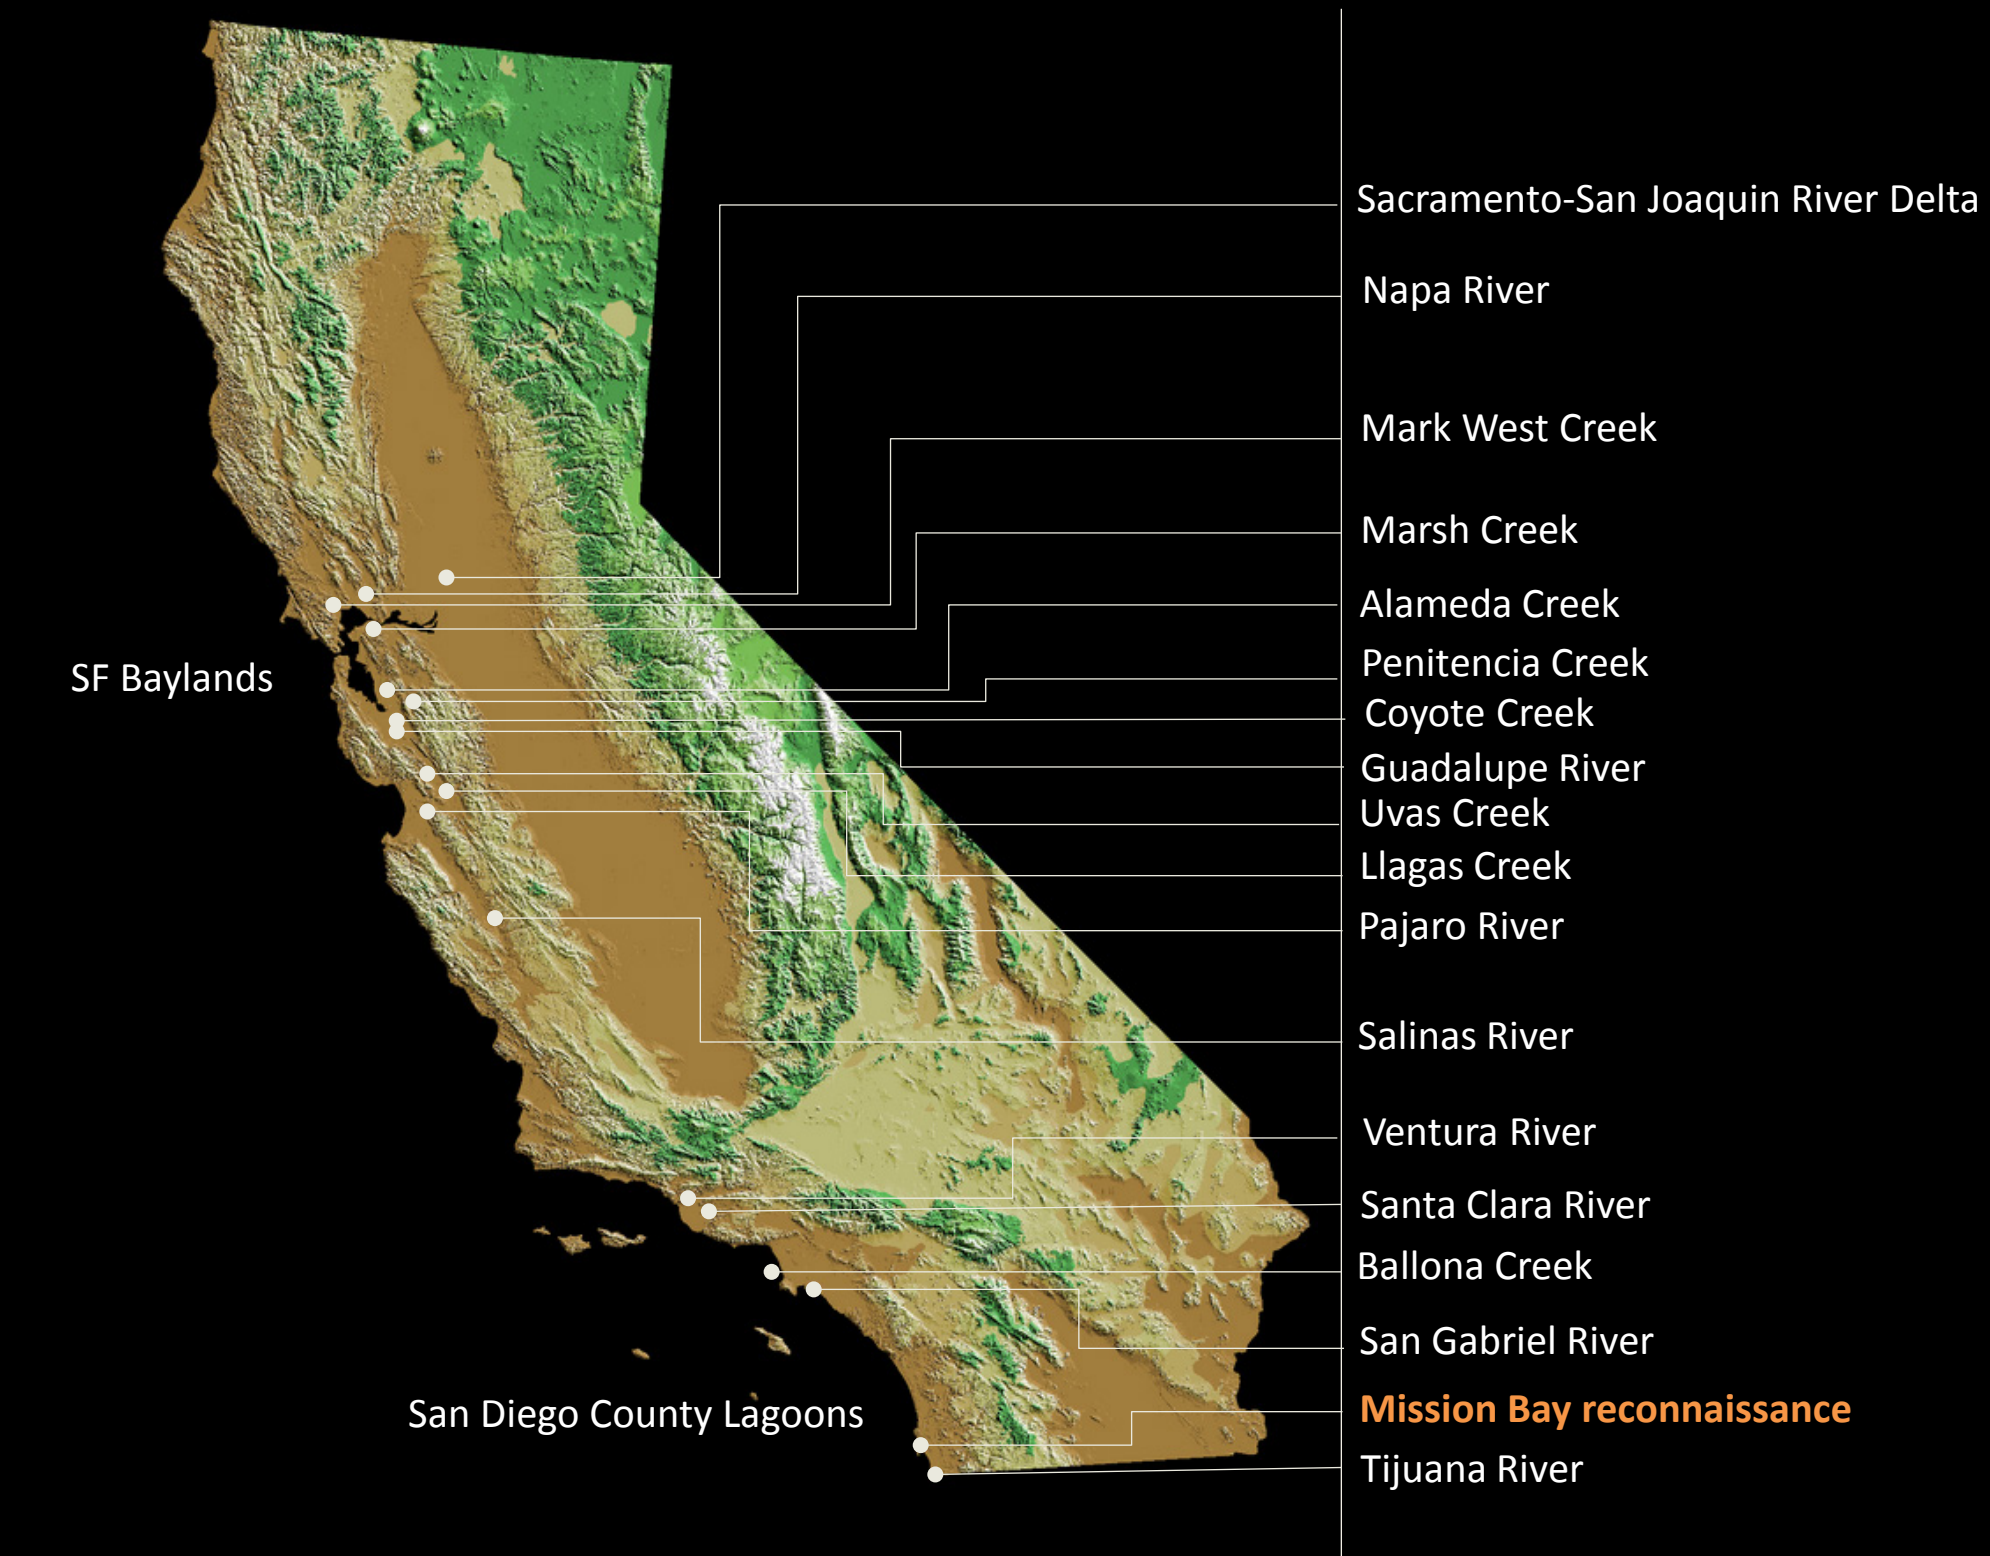 Sacramento-San Joaquin River Delta
Napa River
Mark West Creek
Marsh Creek
Alameda Creek
Penitencia Creek
SF Baylands
Coyote Creek
Guadalupe River
Uvas Creek
Llagas Creek
Pajaro River
Salinas River
Ventura River
Santa Clara River
Ballona Creek
San Gabriel River
Mission Bay reconnaissance
San Diego County Lagoons
Tijuana River